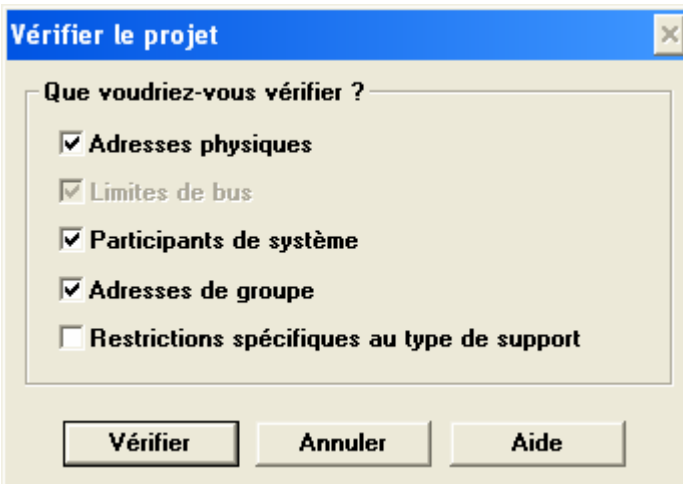 Vérifier le projet
Que voudriez-vous vérifier ?
Adresses physiques
Limites de bus
Participants de système
Adresses de groupe
Restrictions spécifiques au type de support
Vérifier Annuler Aide